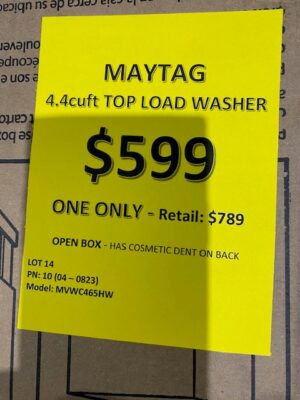 MAYTAG
4.4cuft TOP LOAD WASHER
$599
ONE ONLY - Retail: $789
OPEN BOX - HAS COSMETIC DENT ON BACK
LOT 14
PN: 10 (04 – 0823)
Model: MVWC465HW